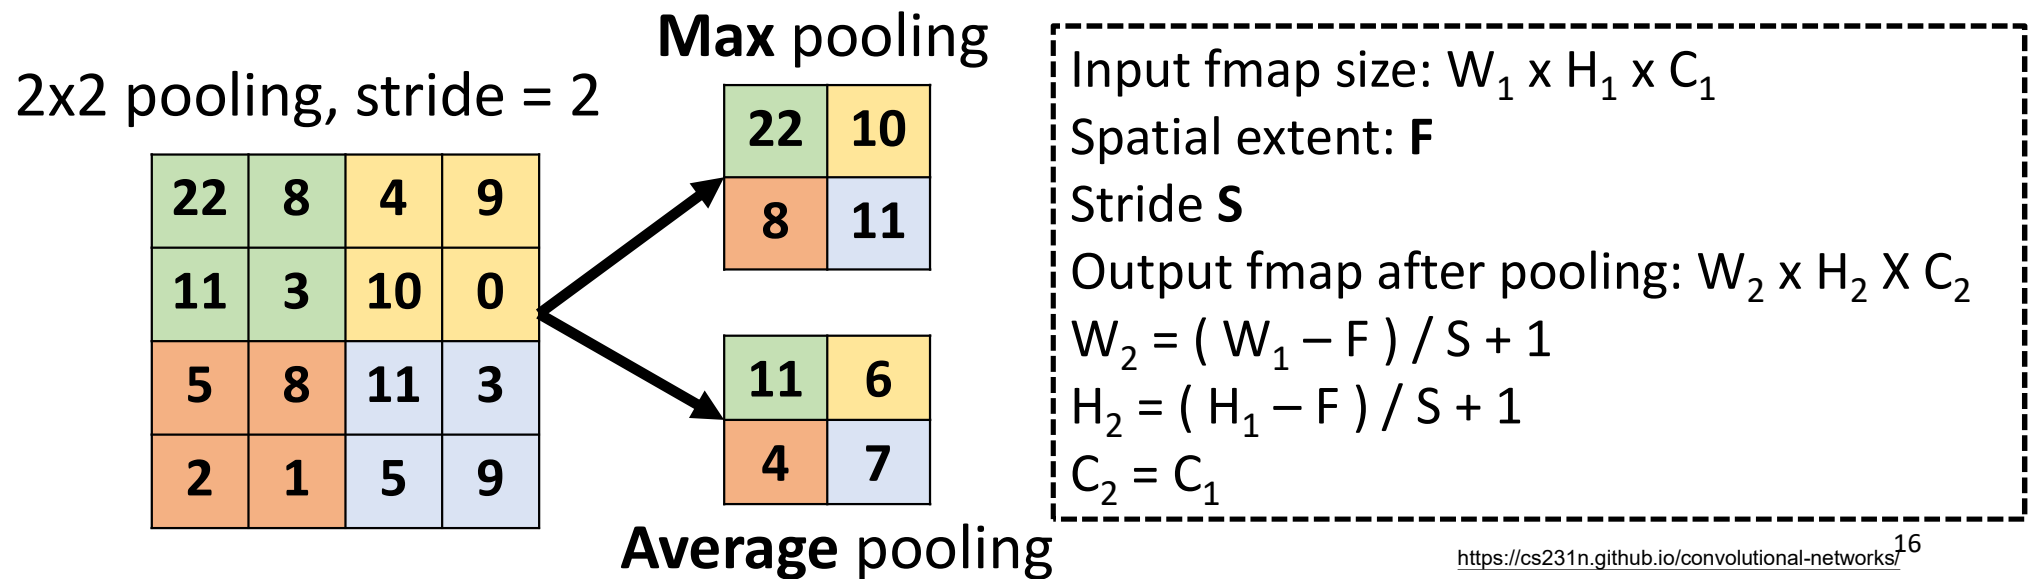 2x2 pooling, stride = 2
22 8 4 9
11 3 10 0
5 8 11 3
2 1 5 9
Max pooling
22 10
8 11
11 6
4 7
Average pooling
Input fmap size: W₁ x H₁ x C₁
Spatial extent: F
Stride S
Output fmap after pooling: W₂ x H₂ X C₂
W₂ = ( W₁ – F ) / S + 1
H₂ = ( H₁ – F ) / S + 1
C₂ = C₁
https://cs231n.github.io/convolutional-networks/
16